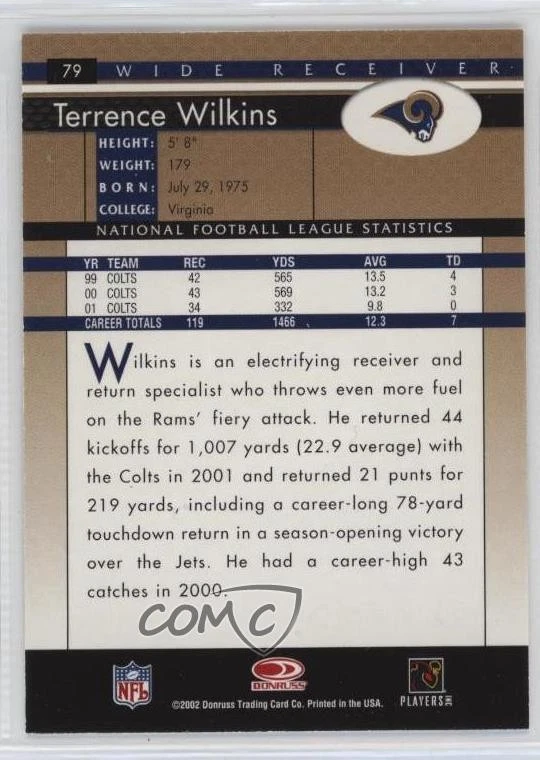 79 WIDE RECEIVER
Terrence Wilkins
HEIGHT: 5' 8"
WEIGHT: 179
BORN: July 29, 1975
COLLEGE: Virginia
NATIONAL FOOTBALL LEAGUE STATISTICS
YR TEAM REC YDS AVG TD
99 COLTS 42 565 13.5 4
00 COLTS 43 569 13.2 3
01 COLTS 34 332 9.8 0
CAREER TOTALS 119 1466 12.3 7
Wilkins is an electrifying receiver and
return specialist who throws even more fuel
on the Rams' fiery attack. He returned 44
kickoffs for 1,007 yards (22.9 average) with
the Colts in 2001 and returned 21 punts for
219 yards, including a career-long 78-yard
touchdown return in a season-opening victory
over the Jets. He had a career-high 43
catches in 2000.
COMC
NFL
DONRUSS
PLAYERS INC
©2002 Donruss Trading Card Co. Printed in the USA.